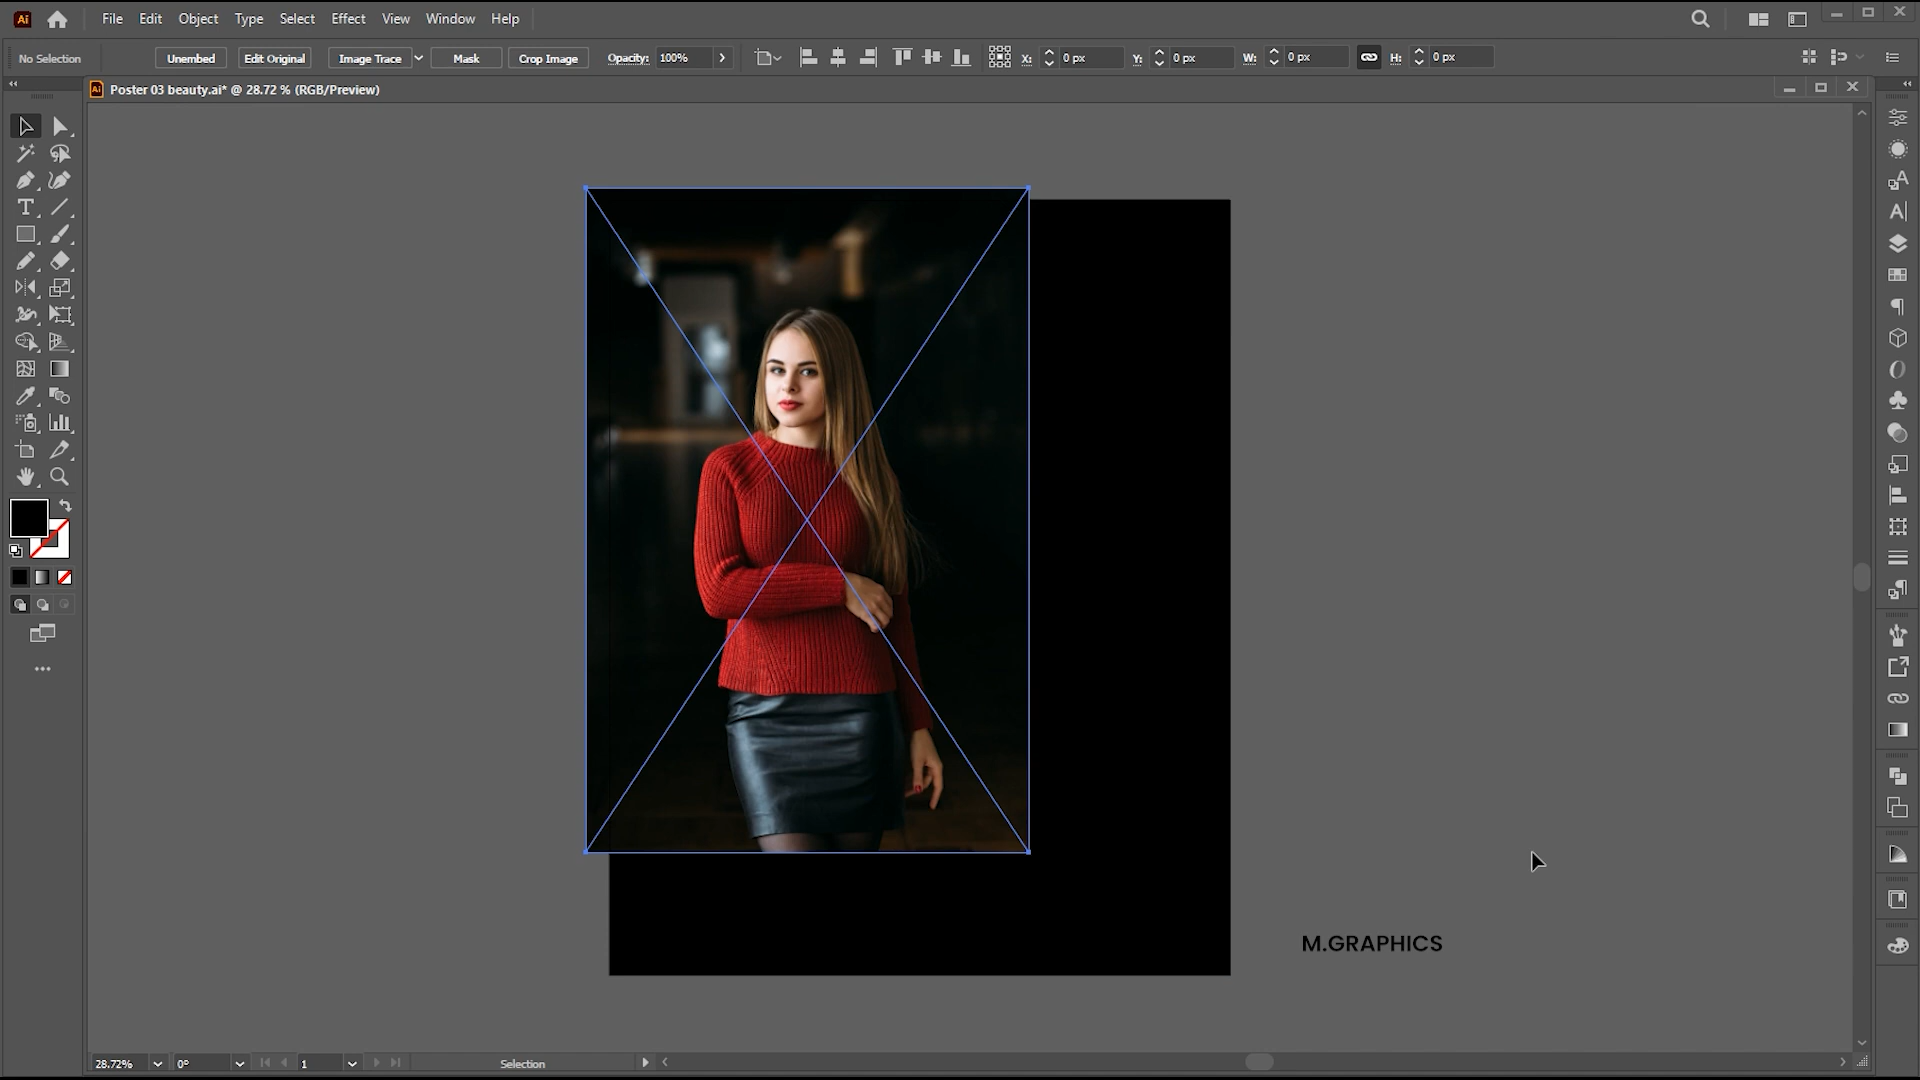 Ai File Edit Object Type Select Effect View Window Help
No Selection Unembed Edit Original Image Trace Mask Crop Image Opacity: 100% X: 0 px Y: 0 px W: 0 px H: 0 px
Ai Poster 03 beauty.ai* @ 28.72 % (RGB/Preview)
M.GRAPHICS
28.72% 0° 1 Selection